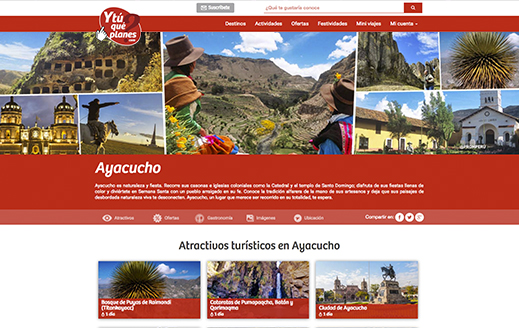 Suscríbete
¿Qué te gustaría conocer
Y tú
qué
planes
.com
Destinos Actividades Ofertas Festividades Mini viajes Mi cuenta
©PROMPERÚ
Ayacucho
Ayacucho es naturaleza y fiesta. Recorre sus casonas e iglesias coloniales como la Catedral y el templo de Santo Domingo; disfruta de sus fiestas llenas de
color y diviértete en Semana Santa con un pueblo arraigado en su fe. Conoce la tradición alfarera de la mano de sus artesanos y deja que sus paisajes de
desbordada naturaleza viva te desconecten. Ayacucho, un lugar que merece ser recorrido en su totalidad, te espera.
Atractivos Ofertas Gastronomía Imágenes Ubicación Compartir en:
Atractivos turísticos en Ayacucho
Bosque de Puyas de Raimondi
(Titankayocc)
1 día
Cataratas de Pumapaqcha, Batán y
Qorimaqma
1 día
Ciudad de Ayacucho
1 día